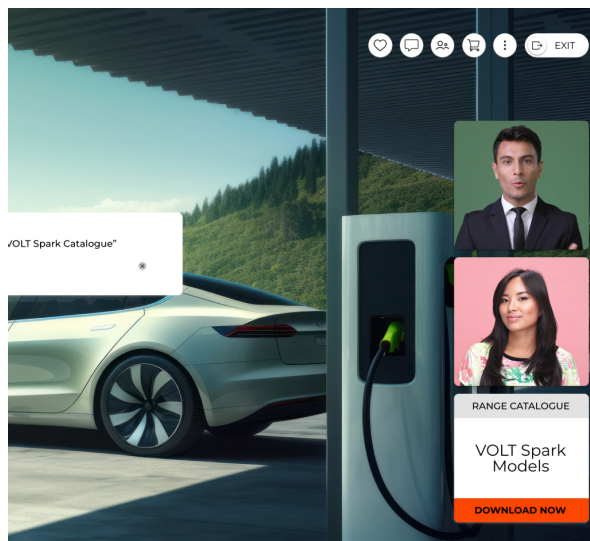 EXIT
VOLT Spark Catalogue”
RANGE CATALOGUE
VOLT Spark
Models
DOWNLOAD NOW